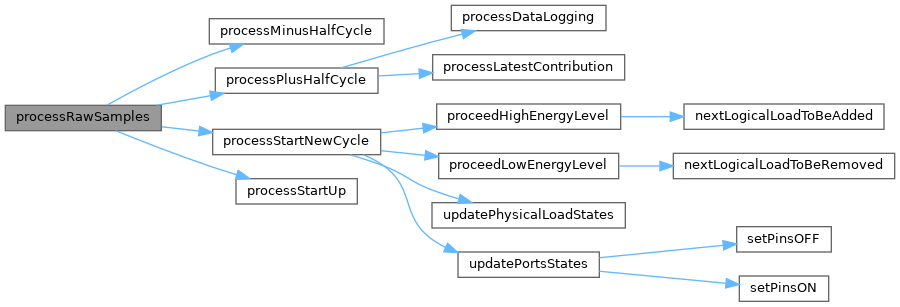 processRawSamples
processMinusHalfCycle
processPlusHalfCycle
processDataLogging
processLatestContribution
processStartNewCycle
proceedHighEnergyLevel
nextLogicalLoadToBeAdded
proceedLowEnergyLevel
nextLogicalLoadToBeRemoved
updatePhysicalLoadStates
updatePortsStates
setPinsOFF
setPinsON
processStartUp